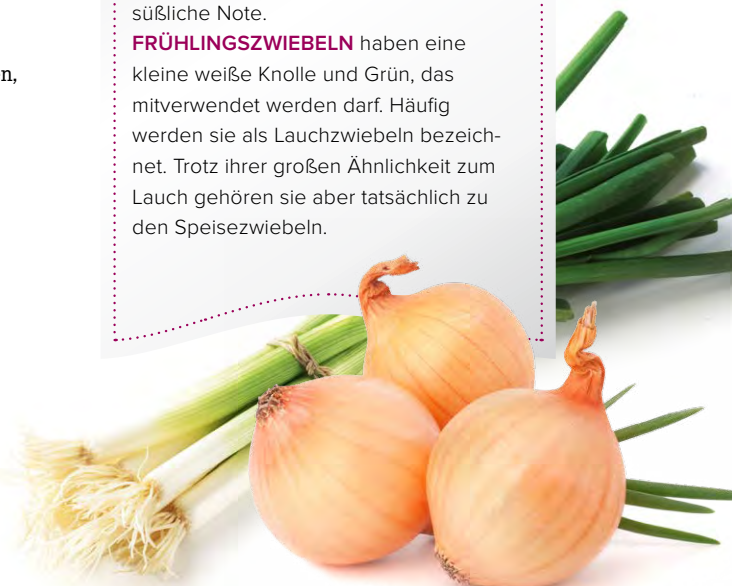 süßliche Note.
FRÜHLINGSZWIEBELN haben eine
kleine weiße Knolle und Grün, das
mitverwendet werden darf. Häufig
werden sie als Lauchzwiebeln bezeich-
net. Trotz ihrer großen Ähnlichkeit zum
Lauch gehören sie aber tatsächlich zu
den Speisezwiebeln.
n,